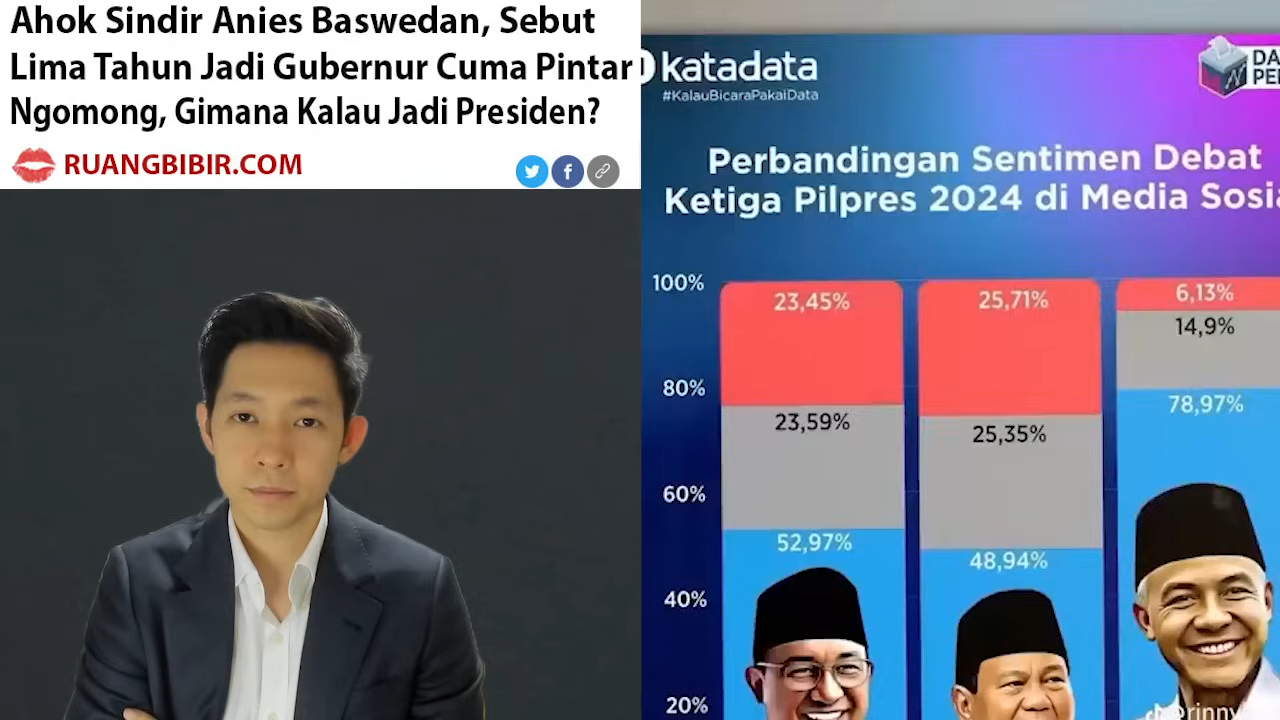 Ahok Sindir Anies Baswedan, Sebut
Lima Tahun Jadi Gubernur Cuma Pintar
Ngomong, Gimana Kalau Jadi Presiden?
RUANGBIBIR.COM
katadata
#KalauBicaraPakaiData
Perbandingan Sentimen Debat
Ketiga Pilpres 2024 di Media Sosia
100%
80%
60%
40%
20%
23,45%
23,59%
52,97%
25,71%
25,35%
48,94%
6,13%
14,9%
78,97%